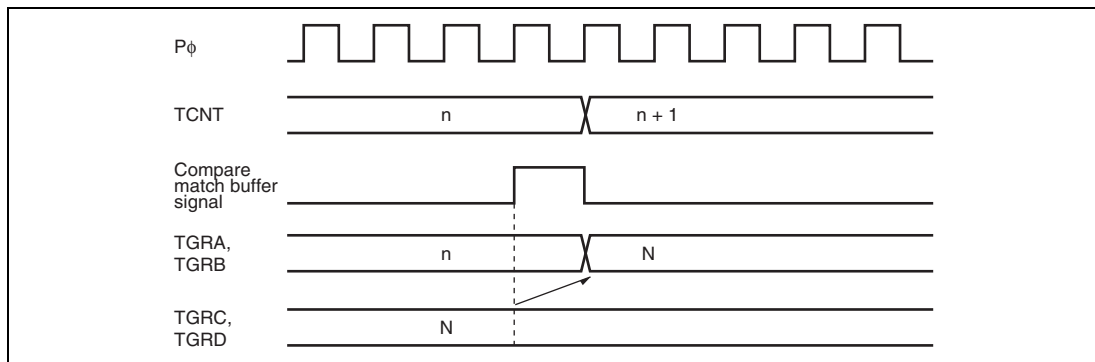 Pϕ
TCNT
n
n + 1
Compare
match buffer
signal
TGRA,
TGRB
n
N
TGRC,
TGRD
N